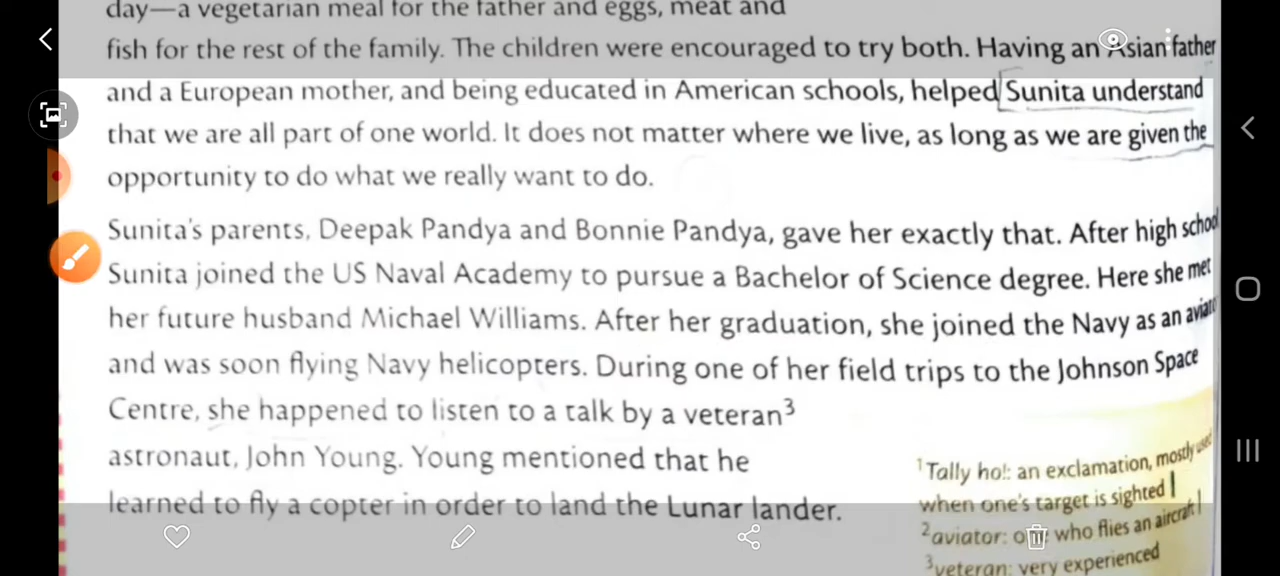 day—a vegetarian meal for the father and eggs, meat and
fish for the rest of the family. The children were encouraged to try both. Having an Asian father
and a European mother, and being educated in American schools, helped Sunita understand
that we are all part of one world. It does not matter where we live, as long as we are given the
opportunity to do what we really want to do.
Sunita's parents, Deepak Pandya and Bonnie Pandya, gave her exactly that. After high school
Sunita joined the US Naval Academy to pursue a Bachelor of Science degree. Here she met
her future husband Michael Williams. After her graduation, she joined the Navy as an
and was soon flying Navy helicopters. During one of her field trips to the Johnson Space
Centre, she happened to listen to a talk by a veteran³
astronaut, John Young. Young mentioned that he
learned to fly a copter in order to land the Lunar lander.
¹Tally ho!: an exclamation, mostly used
when one's target is sighted
²aviator: who flies an aircraft
³veteran: very experienced